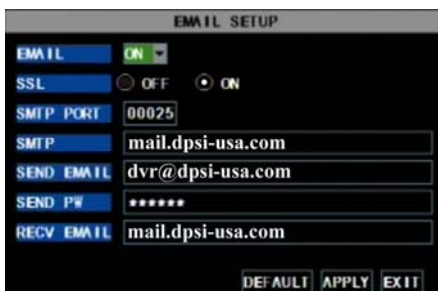 EMAIL SETUP
EMAIL ON
SSL OFF ON
SMTP PORT 00025
SMTP mail.dpsi-usa.com
SEND EMAIL dvr@dpsi-usa.com
SEND PW ******
RECV EMAIL mail.dpsi-usa.com
DEFAULT APPLY EXIT